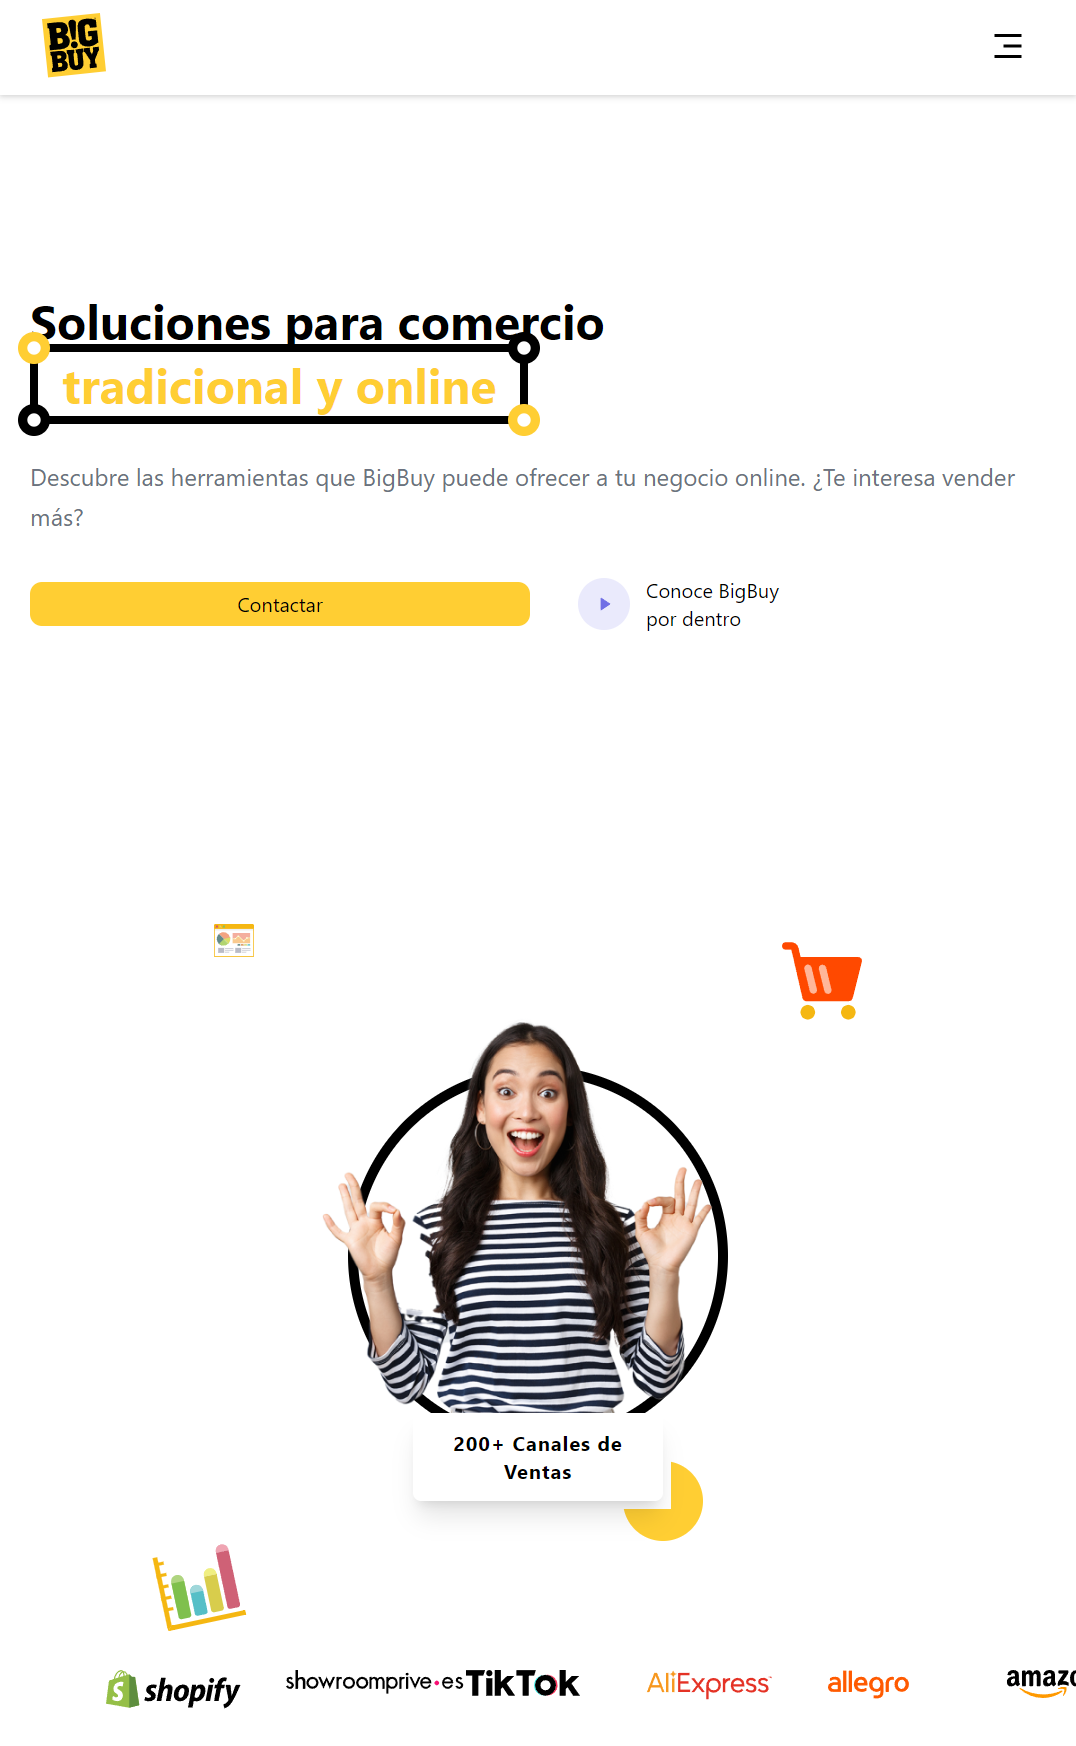 B!G
BUY
Soluciones para comercio
tradicional y online
Descubre las herramientas que BigBuy puede ofrecer a tu negocio online. ¿Te interesa vender
más?
Contactar
Conoce BigBuy
por dentro
200+ Canales de
Ventas
shopify
showroomprive.es
TikTok
AliExpress
allegro
amazo